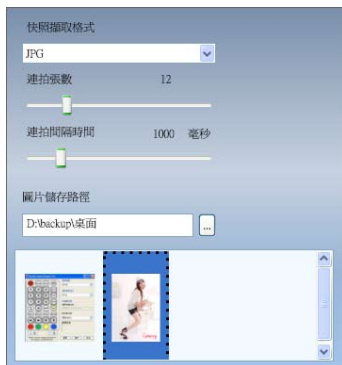 快照擷取格式
JPG
連拍張數 12
連拍間隔時間 1000 毫秒
圖片儲存路徑
D:\backup\桌面
...